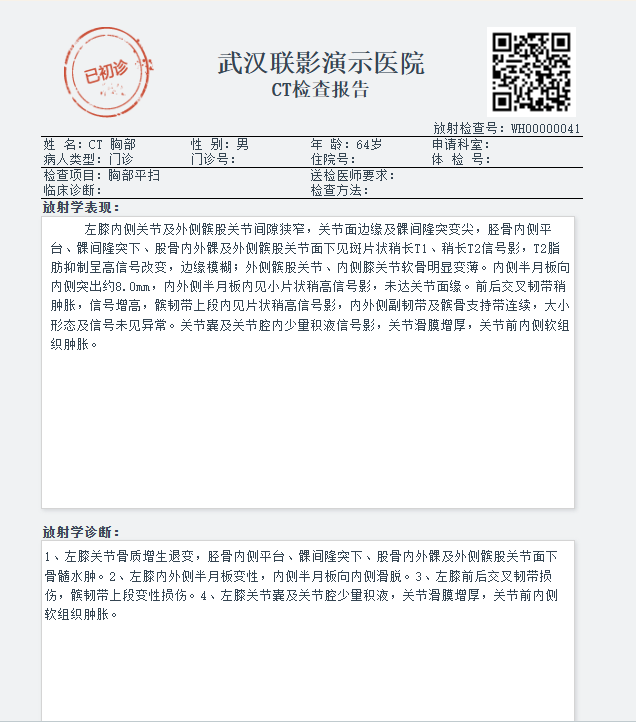 已初诊
武汉联影演示医院
CT检查报告
放射检查号：WH00000041
姓 名：CT 胸部 性 别：男 年 龄：64岁 申请科室：
病人类型：门诊 门诊号： 住院号： 体 检 号：
检查项目：胸部平扫 送检医师要求：
临床诊断： 检查方法：
放射学表现：
左膝内侧关节及外侧髌股关节间隙狭窄，关节面边缘及髁间隆突变尖，胫骨内侧平
台、髁间隆突下、股骨内外髁及外侧髌股关节面下见斑片状稍长T1、稍长T2信号影，T2脂
肪抑制呈高信号改变，边缘模糊；外侧髌股关节、内侧膝关节软骨明显变薄。内侧半月板向
内侧突出约8.0mm，内外侧半月板内见小片状稍高信号影，未达关节面缘。前后交叉韧带稍
肿胀，信号增高，髌韧带上段内见片状稍高信号影，内外侧副韧带及髌骨支持带连续，大小
形态及信号未见异常。关节囊及关节腔内少量积液信号影，关节滑膜增厚，关节前内侧软组
织肿胀。
放射学诊断：
1、左膝关节骨质增生退变，胫骨内侧平台、髁间隆突下、股骨内外髁及外侧髌股关节面下
骨髓水肿。2、左膝内外侧半月板变性，内侧半月板向内侧滑脱。3、左膝前后交叉韧带损
伤，髌韧带上段变性损伤。4、左膝关节囊及关节腔少量积液，关节滑膜增厚，关节前内侧
软组织肿胀。